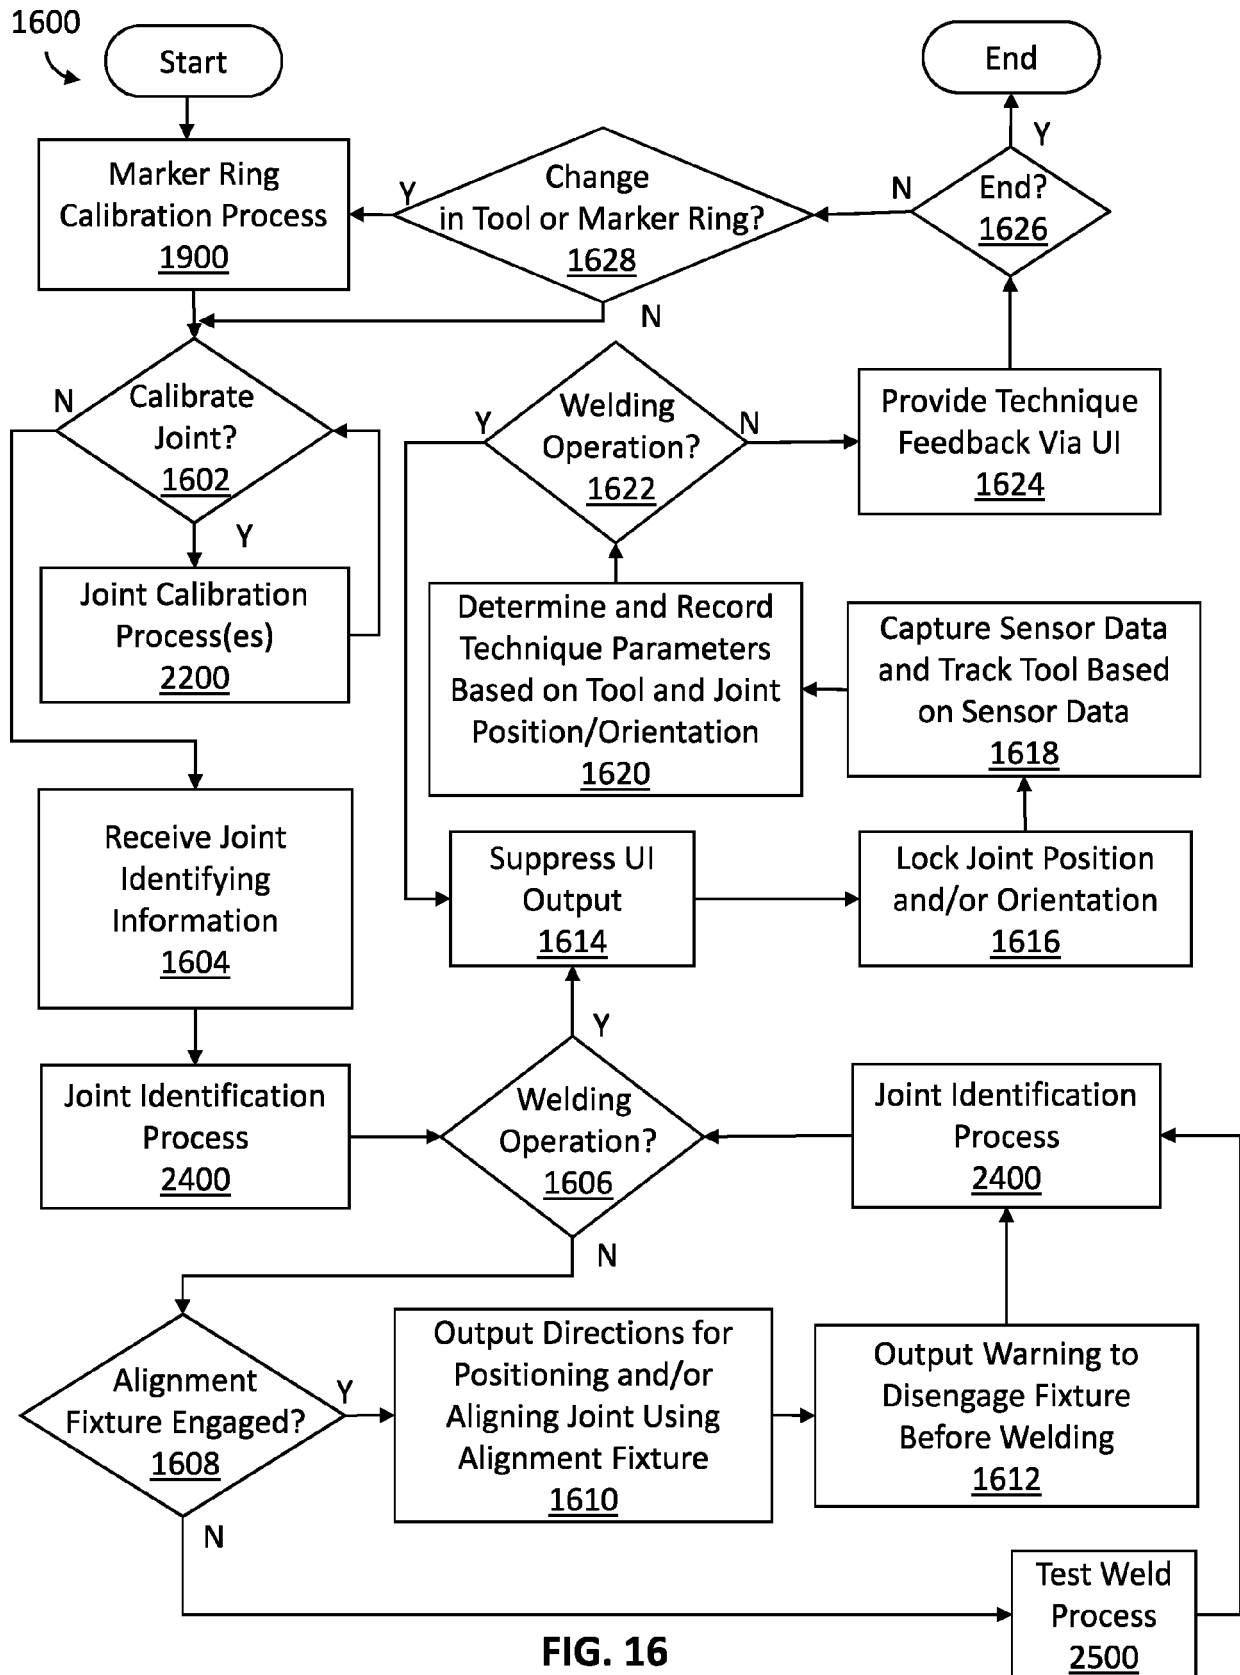 1600
Start
End
Marker Ring
Calibration Process
1900
Y
Change
in Tool or Marker Ring?
1628
N
N
End?
1626
Y
N
Calibrate
Joint?
1602
Y
Joint Calibration
Process(es)
2200
Y
Welding
Operation?
1622
N
Provide Technique
Feedback Via UI
1624
Determine and Record
Technique Parameters
Based on Tool and Joint
Position/Orientation
1620
Capture Sensor Data
and Track Tool Based
on Sensor Data
1618
Receive Joint
Identifying
Information
1604
Suppress UI
Output
1614
Lock Joint Position
and/or Orientation
1616
Joint Identification
Process
2400
Y
Welding
Operation?
1606
N
Joint Identification
Process
2400
Alignment
Fixture Engaged?
1608
Y
N
Output Directions for
Positioning and/or
Aligning Joint Using
Alignment Fixture
1610
Output Warning to
Disengage Fixture
Before Welding
1612
Test Weld
Process
2500
FIG. 16